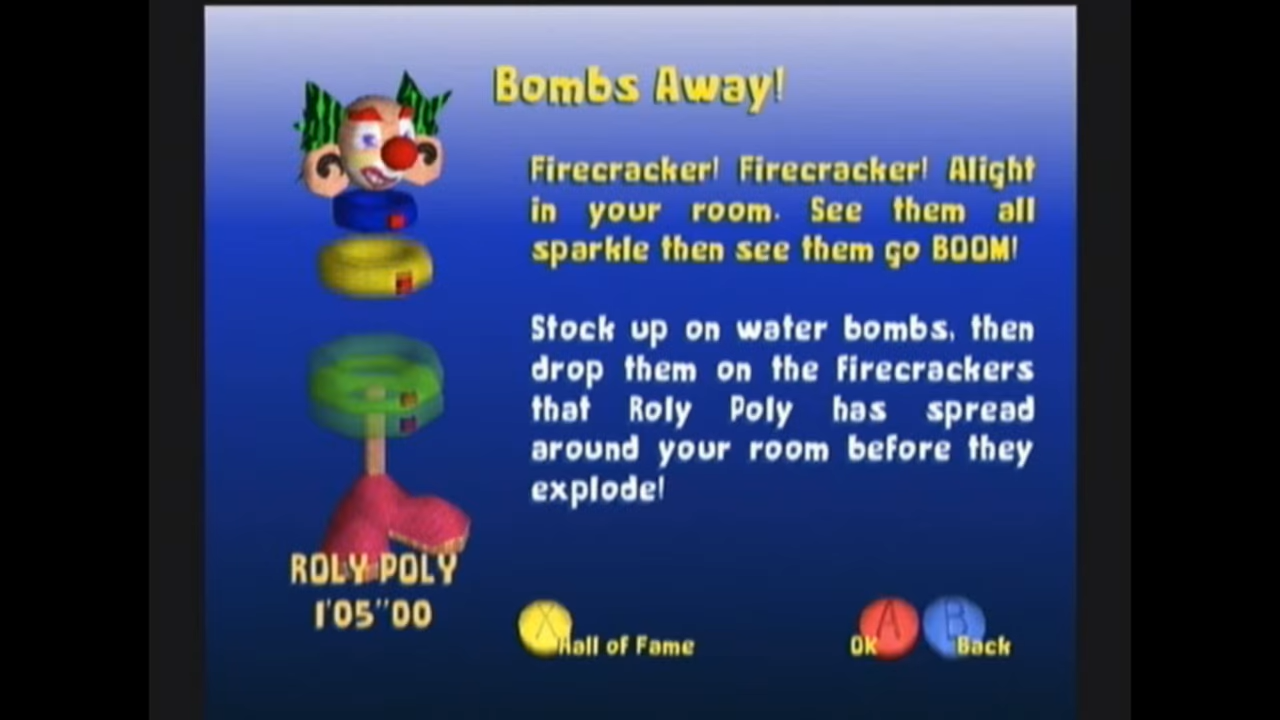 Bombs Away!
Firecracker! Firecracker! Alight
in your room. See them all
sparkle then see them go BOOM!
Stock up on water bombs, then
drop them on the firecrackers
that Roly Poly has spread
around your room before they
explode!
ROLY POLY
1'05"00
X Hall of Fame
OK A B Back